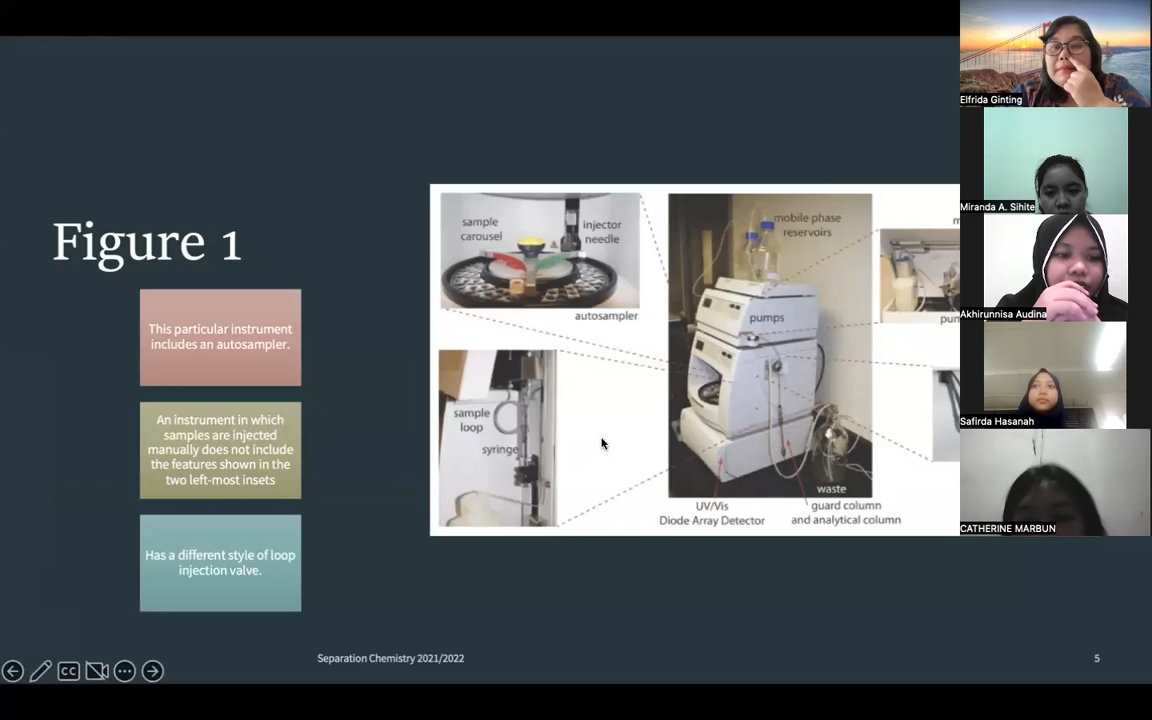 Figure 1
This particular instrument
includes an autosampler.
An instrument in which
samples are injected
manually does not include
the features shown in the
two left-most insets
Has a different style of loop
injection valve.
sample
carousel
injector
needle
autosampler
sample
loop
syringe
mobile phase
reservoirs
pumps
waste
UV/Vis
Diode Array Detector
guard column
and analytical column
Separation Chemistry 2021/2022
5
CC
Elfrida Ginting
Miranda A. Sihite
Akhirunnisa Audina
Safirda Hasanah
CATHERINE MARBUN